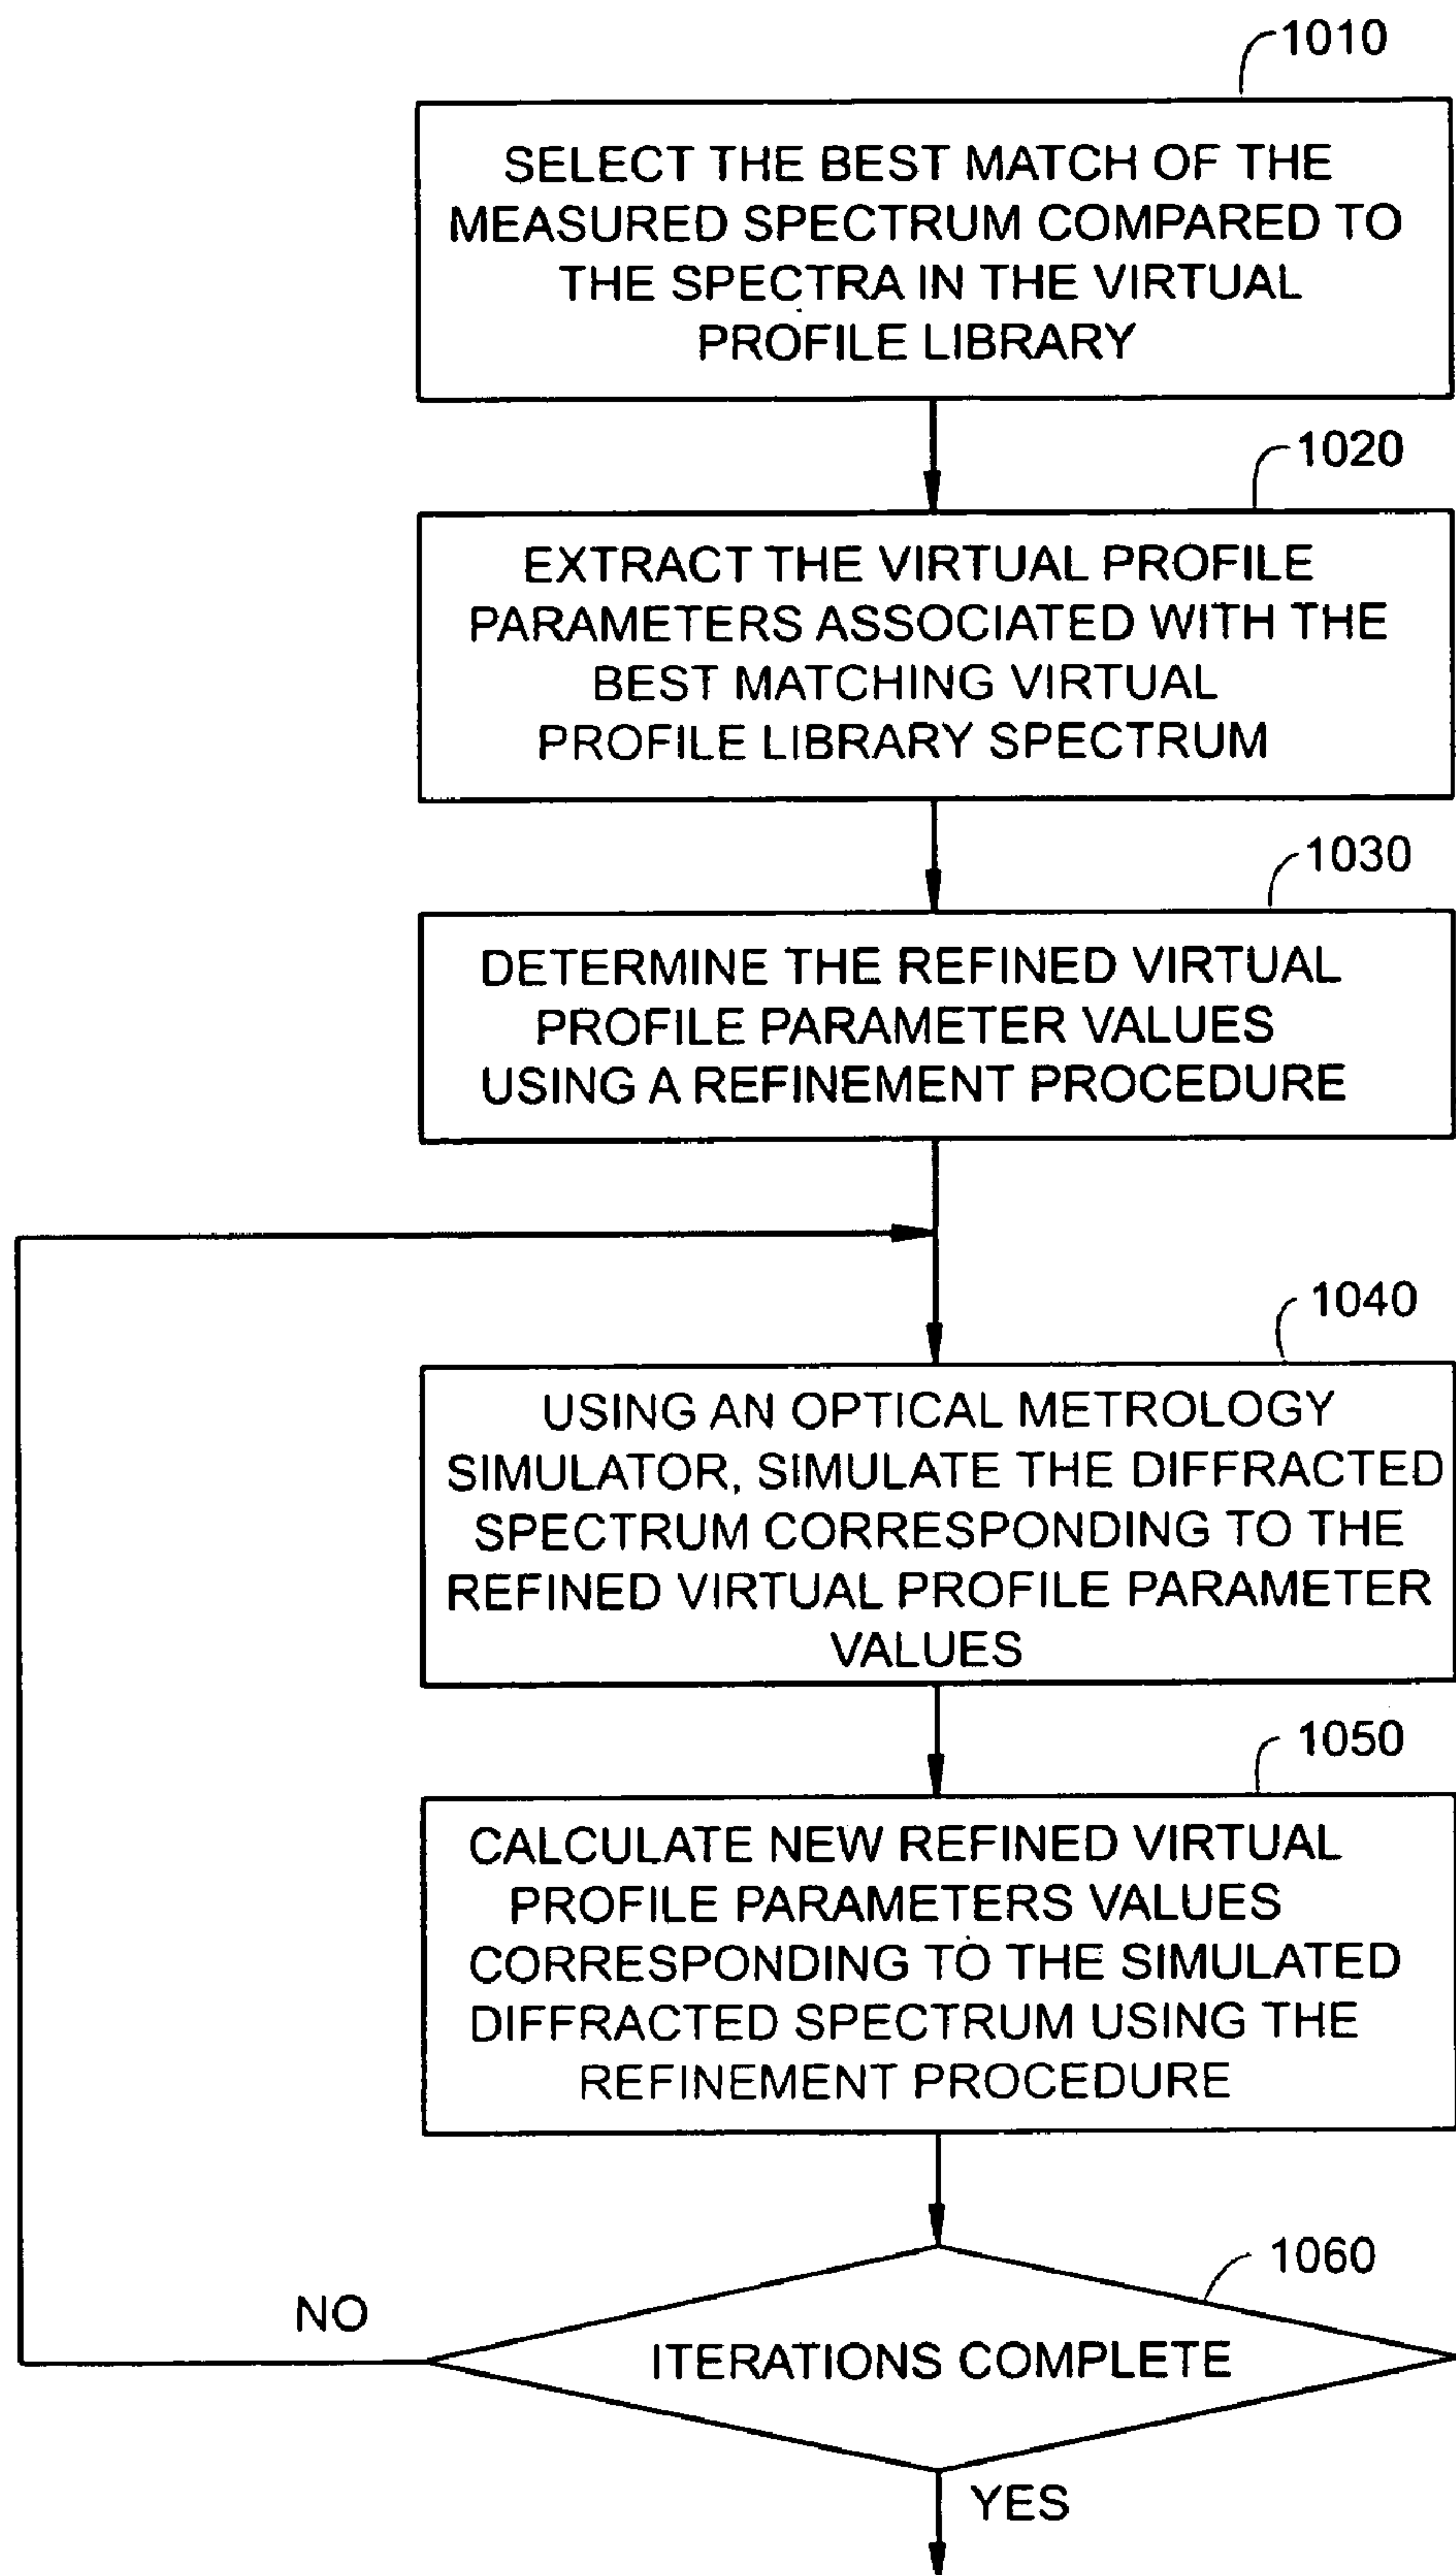 1010
SELECT THE BEST MATCH OF THE
MEASURED SPECTRUM COMPARED TO
THE SPECTRA IN THE VIRTUAL
PROFILE LIBRARY
1020
EXTRACT THE VIRTUAL PROFILE
PARAMETERS ASSOCIATED WITH THE
BEST MATCHING VIRTUAL
PROFILE LIBRARY SPECTRUM
1030
DETERMINE THE REFINED VIRTUAL
PROFILE PARAMETER VALUES
USING A REFINEMENT PROCEDURE
1040
USING AN OPTICAL METROLOGY
SIMULATOR, SIMULATE THE DIFFRACTED
SPECTRUM CORRESPONDING TO THE
REFINED VIRTUAL PROFILE PARAMETER
VALUES
1050
CALCULATE NEW REFINED VIRTUAL
PROFILE PARAMETERS VALUES
CORRESPONDING TO THE SIMULATED
DIFFRACTED SPECTRUM USING THE
REFINEMENT PROCEDURE
1060
NO
ITERATIONS COMPLETE
YES